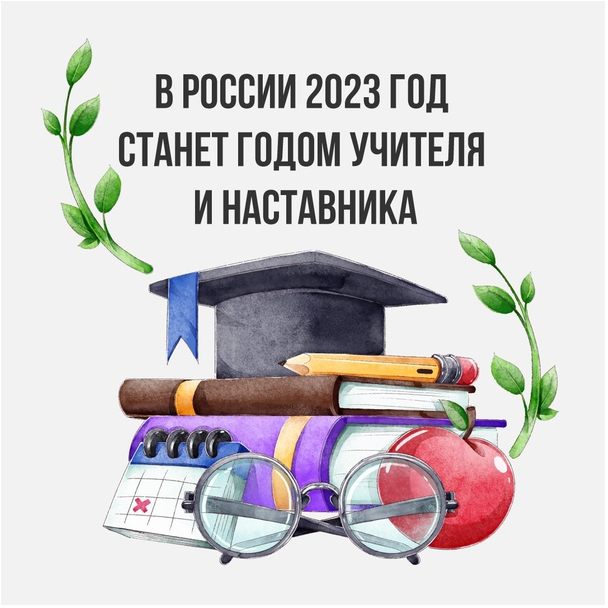 В РОССИИ 2023 ГОД
СТАНЕТ ГОДОМ УЧИТЕЛЯ
И НАСТАВНИКА